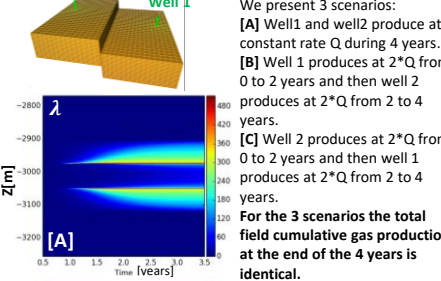 Well 1
We present 3 scenarios:
[A] Well1 and well2 produce at
constant rate Q during 4 years.
[B] Well 1 produces at 2*Q
0 to 2 years and then well 2
produces at 2*Q from 2 to 4
years.
[C] Well 2 produces at 2*Q
0 to 2 years and then well 1
produces at 2*Q from 2 to 4
years.
For the 3 scenarios the total
field cumulative gas
at the end of the 4 years is
identical.
λ
[A]
Z[m]
−2800
−2900
−3000
−3100
−3200
0.5 1.0 1.5 2.0 2.5 3.0 3.5
Time [years]
480
420
360
300
240
180
120
60
0